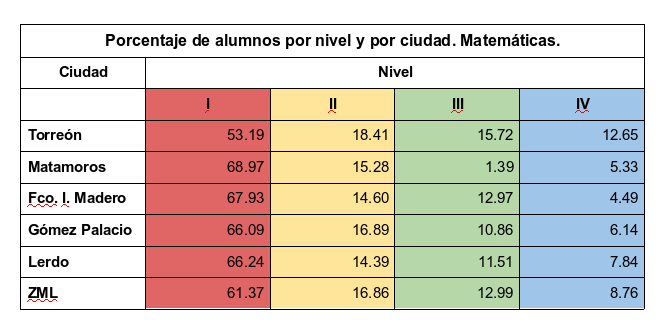 Porcentaje de alumnos por nivel y por ciudad. Matemáticas.
Ciudad Nivel
I II III IV
Torreón 53.19 18.41 15.72 12.65
Matamoros 68.97 15.28 1.39 5.33
Fco. I. Madero 67.93 14.60 12.97 4.49
Gómez Palacio 66.09 16.89 10.86 6.14
Lerdo 66.24 14.39 11.51 7.84
ZML 61.37 16.86 12.99 8.76